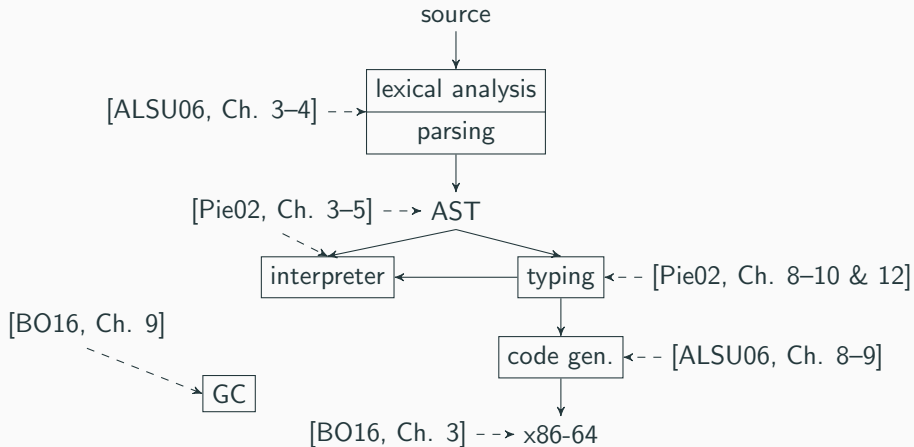 source
lexical analysis
[ALSU06, Ch. 3–4]
parsing
[Pie02, Ch. 3–5]
AST
interpreter
typing
[Pie02, Ch. 8–10 & 12]
[BO16, Ch. 9]
code gen.
[ALSU06, Ch. 8–9]
GC
[BO16, Ch. 3]
x86-64